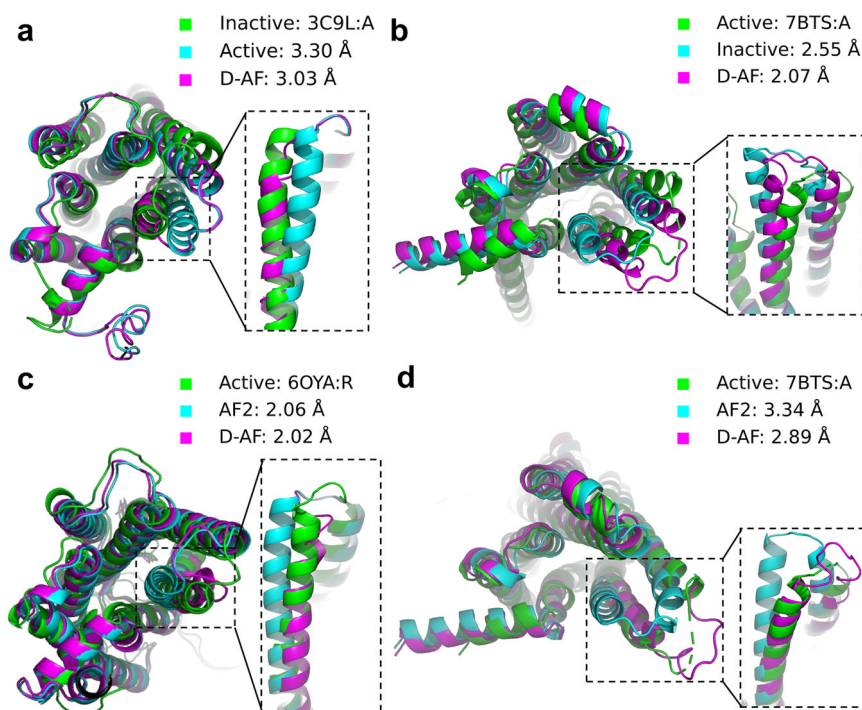 a
Inactive: 3C9L:A
Active: 3.30 Å
D-AF: 3.03 Å
b
Active: 7BTS:A
Inactive: 2.55 Å
D-AF: 2.07 Å
c
Active: 6OYA:R
AF2: 2.06 Å
D-AF: 2.02 Å
d
Active: 7BTS:A
AF2: 3.34 Å
D-AF: 2.89 Å